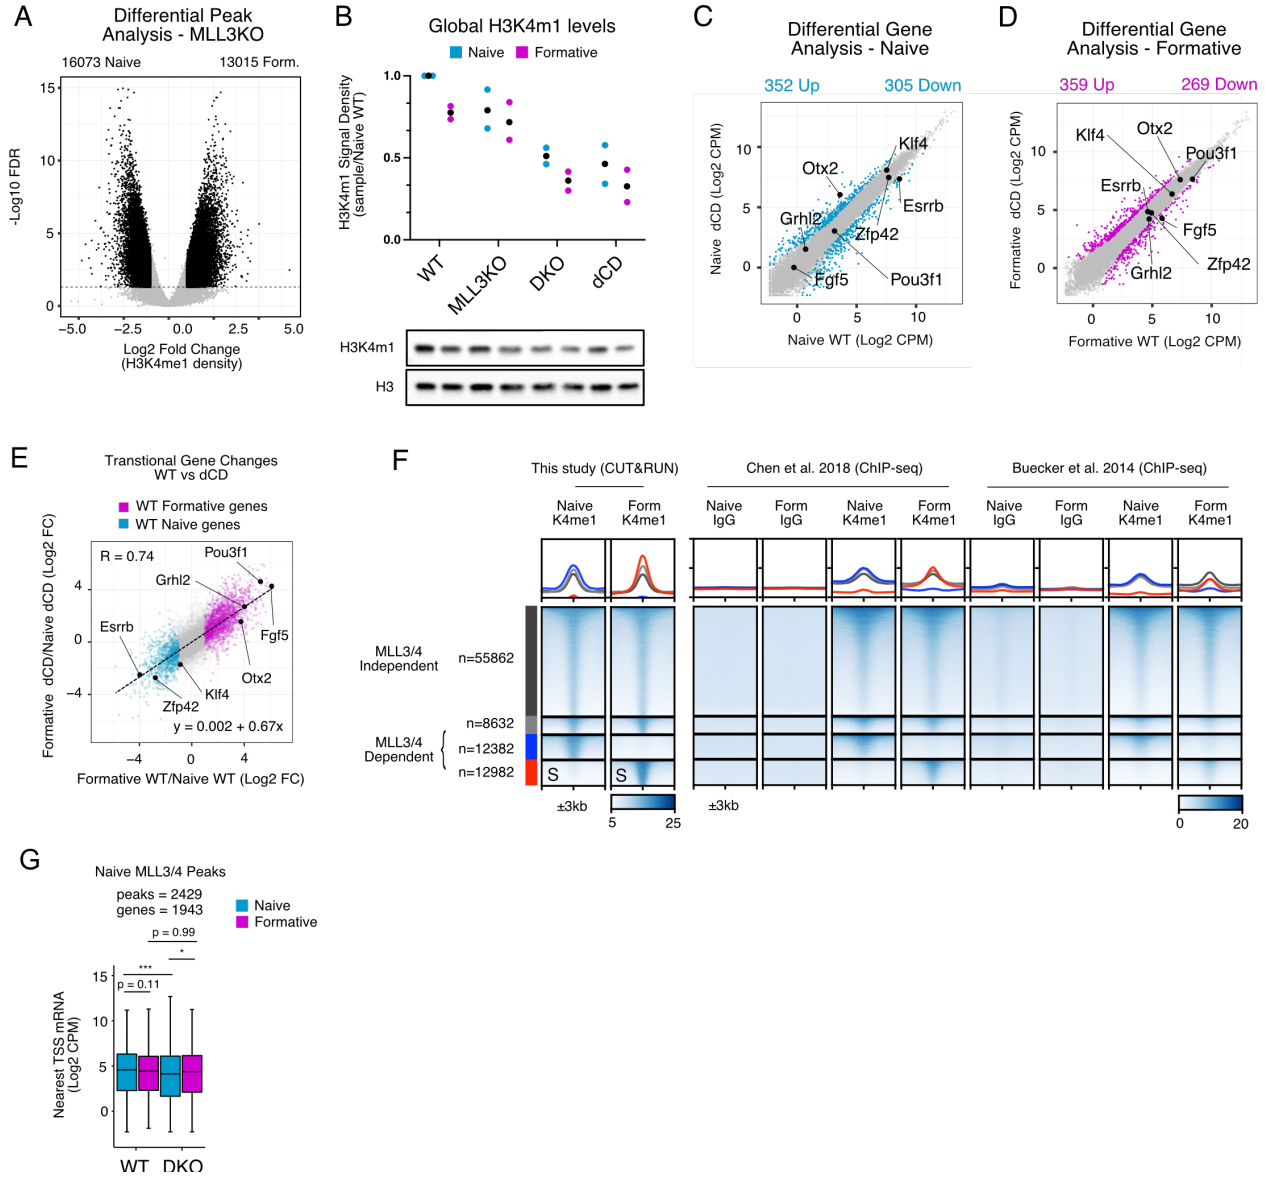 A
Differential Peak
Analysis - MLL3KO
16073 Naive
13015 Form.
-Log10 FDR
15
10
5
0
−5.0
−2.5
0.0
2.5
5.0
Log2 Fold Change
(H3K4me1 density)
B
Global H3K4m1 levels
Naive
Formative
H3K4m1 Signal Density
(sample/Naive WT)
1.0
0.5
0.0
WT
MLL3KO
DKO
dCD
H3K4m1
H3
C
Differential Gene
Analysis - Naive
352 Up
305 Down
Naive dCD (Log2 CPM)
10
5
0
Klf4
Otx2
Esrrb
Grhl2
Zfp42
Fgf5
Pou3f1
0
5
10
Naive WT (Log2 CPM)
D
Differential Gene
Analysis - Formative
359 Up
269 Down
Formative dCD (Log2 CPM)
10
5
0
Otx2
Klf4
Pou3f1
Esrrb
Fgf5
Grhl2
Zfp42
0
5
10
Formative WT (Log2 CPM)
E
Transtional Gene Changes
WT vs dCD
WT Formative genes
WT Naive genes
Formative dCD/Naive dCD (Log2 FC)
4
0
−4
R = 0.74
Pou3f1
Grhl2
Esrrb
Fgf5
Otx2
Klf4
Zfp42
y = 0.002 + 0.67x
−4
0
4
Formative WT/Naive WT (Log2 FC)
F
This study (CUT&RUN)
Chen et al. 2018 (ChIP-seq)
Buecker et al. 2014 (ChIP-seq)
Naive
K4me1
Form
K4me1
Naive
IgG
Form
IgG
Naive
K4me1
Form
K4me1
Naive
IgG
Form
IgG
Naive
K4me1
Form
K4me1
MLL3/4
Independent
n=55862
n=8632
MLL3/4
Dependent
n=12382
n=12982
S
S
±3kb
5
25
±3kb
0
20
G
Naive MLL3/4 Peaks
peaks = 2429
genes = 1943
Naive
Formative
p = 0.99
*
***
p = 0.11
Nearest TSS mRNA
(Log2 CPM)
15
10
5
0
WT
DKO